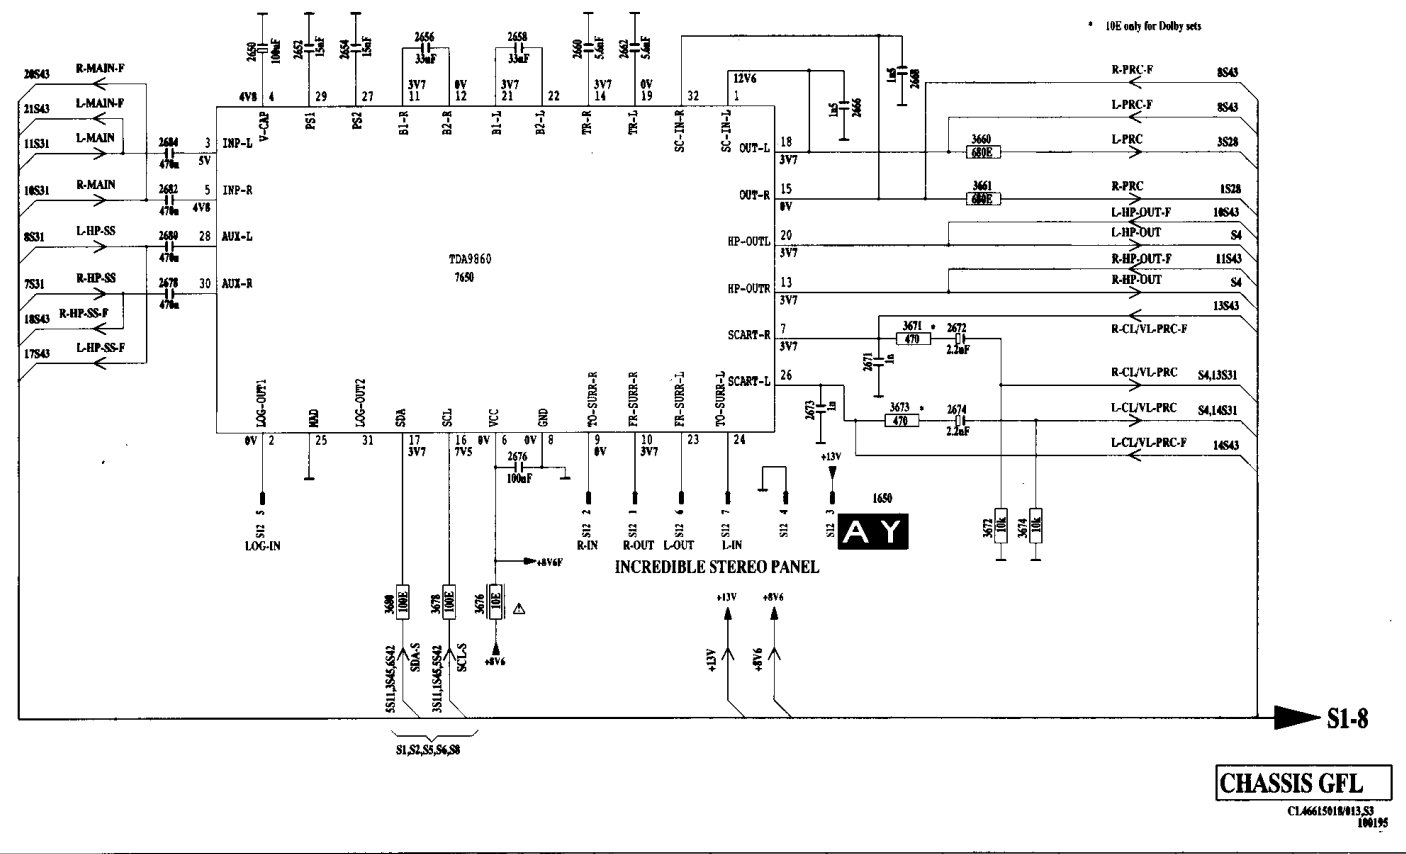 * 10E only for Dolby sets
2650 100nF
2652 15nF
2654 15nF
2656
33nF
2658
33nF
2660 5.6nF
2662 5.6nF
1n5 2668
1n5 2666
4V8 4
29
27
3V7
11
0V
12
3V7
21
22
3V7
14
0V
19
32
12V6
1
V-CAP
PS1
PS2
B1-R
B2-R
B1-L
B2-L
TR-R
TR-L
SC-IN-R
SC-IN-L
20S43 R-MAIN-F
21S43 L-MAIN-F
11S31 L-MAIN
2684
470n
3 INP-L
5V
10S31 R-MAIN
2682
470n
5 INP-R
4V8
8S31 L-HP-SS
2680
470n
28 AUX-L
7S31 R-HP-SS
2678
470n
30 AUX-R
18S43 R-HP-SS-F
17S43 L-HP-SS-F
TDA9860
7650
R-PRC-F 8S43
L-PRC-F 8S43
OUT-L 18
3V7
3660
680E
L-PRC 3S28
OUT-R 15
0V
3661
680E
R-PRC 1S28
L-HP-OUT-F 10S43
HP-OUTL 20
3V7
L-HP-OUT S4
R-HP-OUT-F 11S43
HP-OUTR 13
3V7
R-HP-OUT S4
13S43
SCART-R 7
3V7
2671 1n
3671 *
470
2672
2.2uF
R-CL/VL-PRC-F
SCART-L 26
2673 1n
3673 *
470
2674
2.2uF
R-CL/VL-PRC S4,13S31
L-CL/VL-PRC S4,14S31
L-CL/VL-PRC-F 14S43
LOG-OUT1
MAD
LOG-OUT2
SDA
SCL
VCC
GND
TO-SURR-R
FR-SURR-R
FR-SURR-L
TO-SURR-L
0V 2
25
31
17
3V7
16
7V5
0V 6
0V 8
9
0V
10
3V7
23
24
2676
100nF
+13V
S12 5
LOG-IN
S12 2
R-IN
S12 1
R-OUT
S12 6
L-OUT
S12 7
L-IN
S12 4
S12 3
1650
A Y
INCREDIBLE STEREO PANEL
3672 10k
3674 10k
+8V6F
3680 100E
3678 100E
3676 10E
+8V6
5S11,3S45,6S42
SDA-S
3S11,1S45,5S42
SCL-S
+13V
+8V6
+13V
+8V6
S1,S2,S5,S6,S8
S1-8
CHASSIS GFL
CL46615018/013,S3
100195